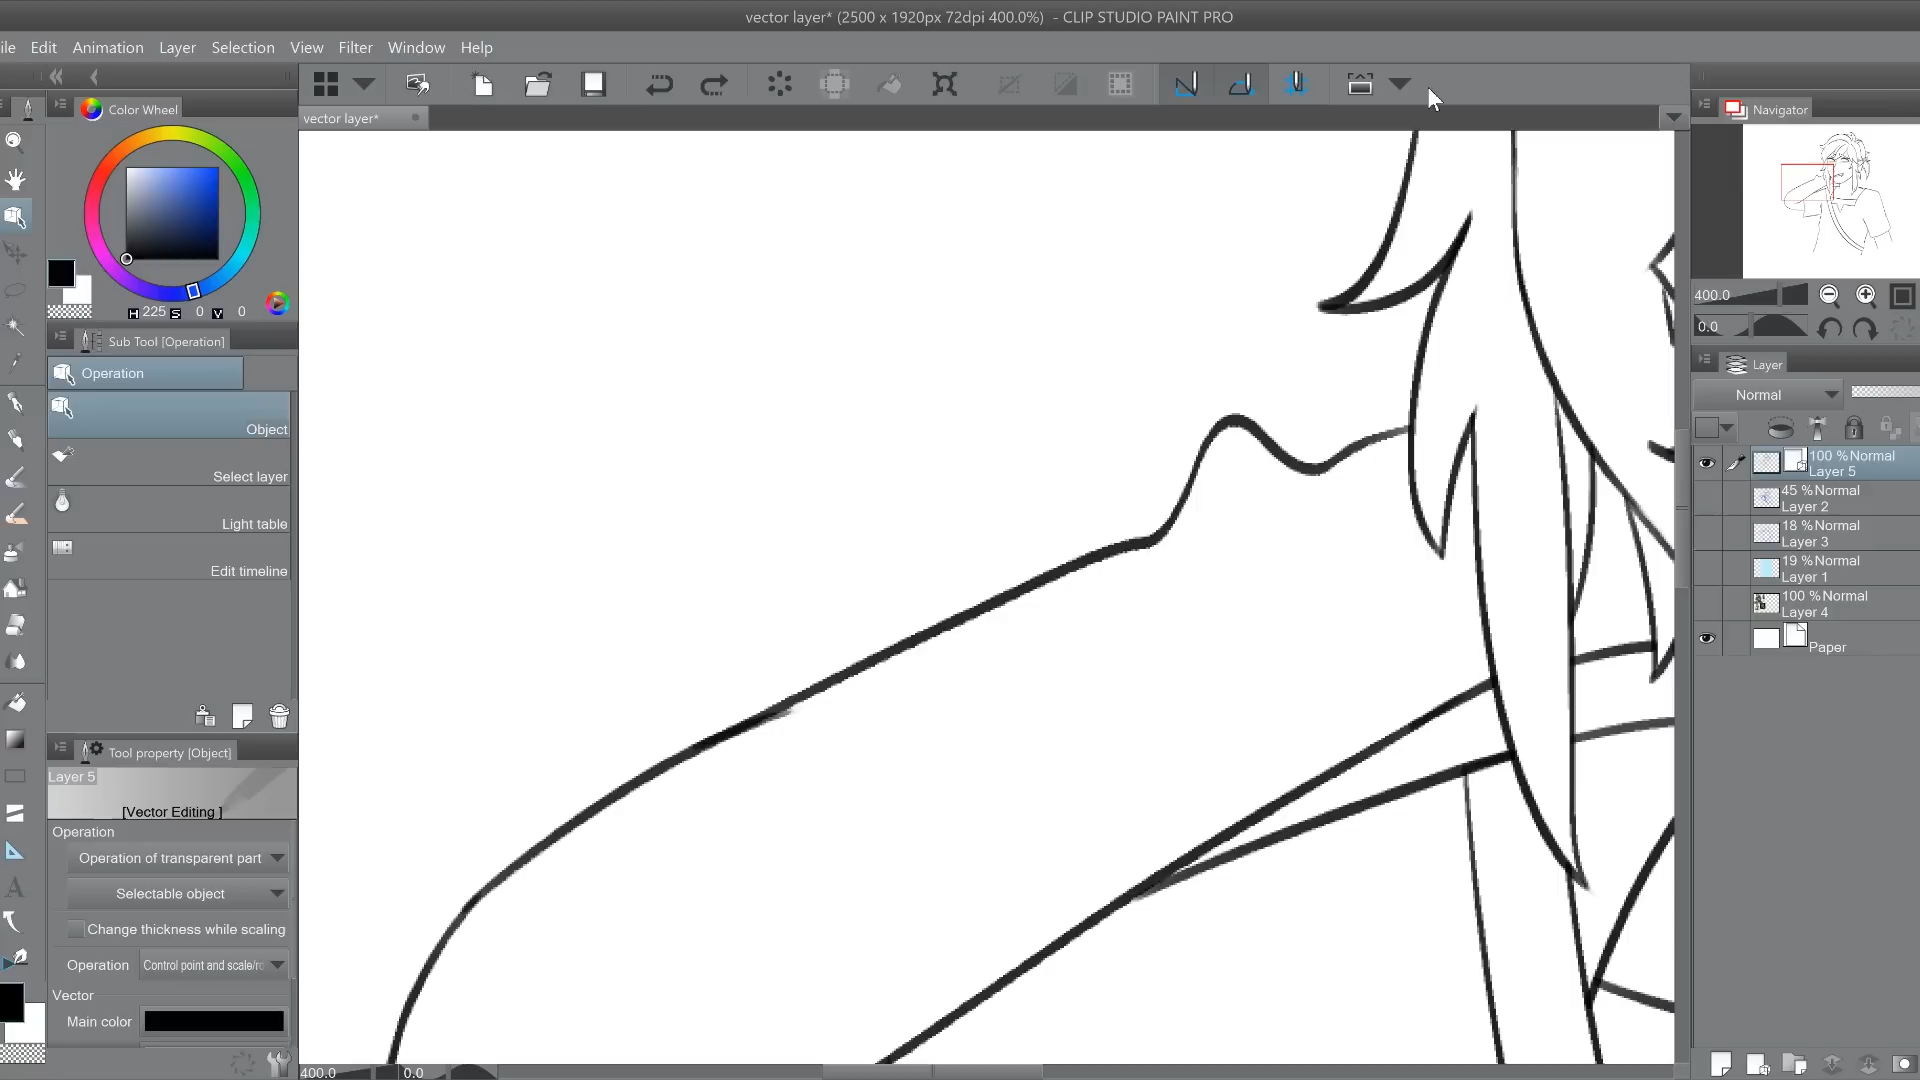 vector layer* (2500 x 1920px 72dpi 400.0%) - CLIP STUDIO PAINT PRO
ile Edit Animation Layer Selection View Filter Window Help
vector layer*
Color Wheel
H 225 S 0 V 0
Sub Tool [Operation]
Operation
Object
Select layer
Light table
Edit timeline
Tool property [Object]
Layer 5
[Vector Editing ]
Operation
Operation of transparent part
Selectable object
Change thickness while scaling
Operation Control point and scale/ro
Vector
Main color
400.0 0.0
Navigator
400.0
0.0
Layer
Normal
100 %Normal
Layer 5
45 %Normal
Layer 2
18 %Normal
Layer 3
19 %Normal
Layer 1
100 %Normal
Layer 4
Paper